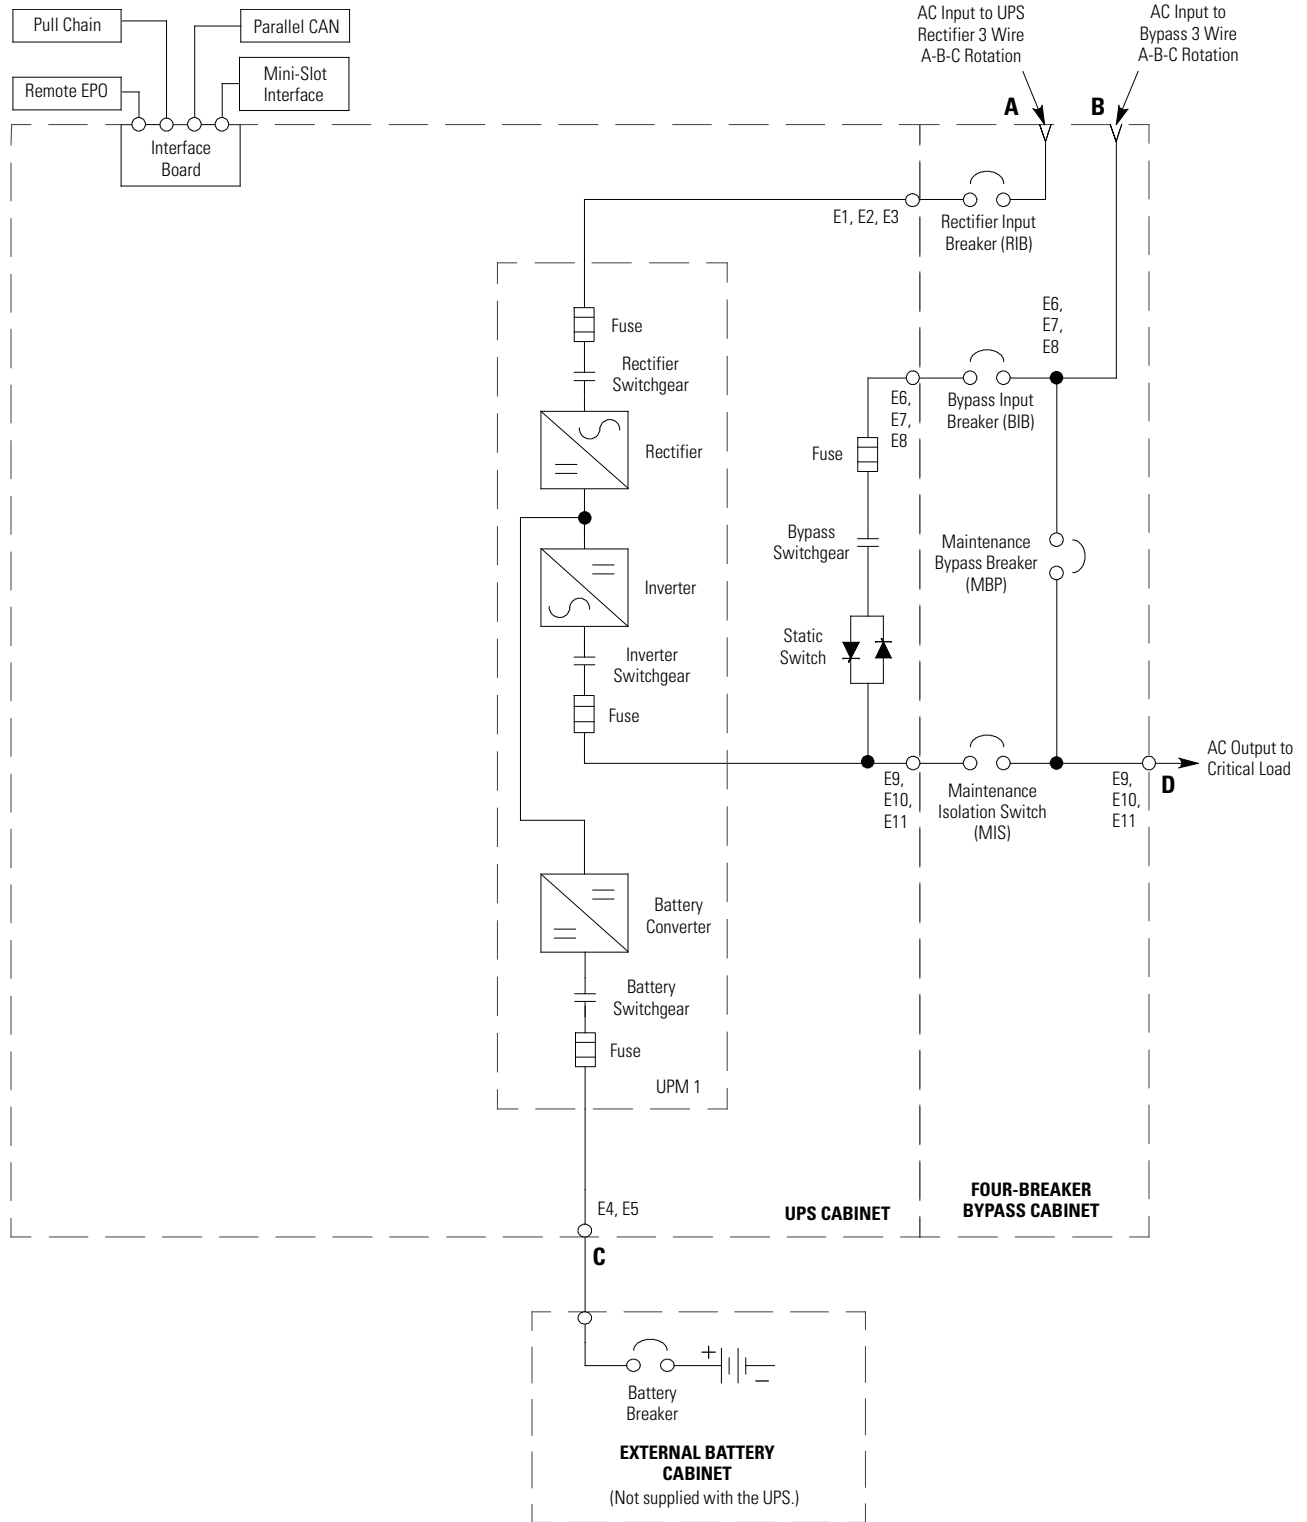 Pull Chain
Parallel CAN
Remote EPO
Mini-Slot
Interface
Interface
Board
AC Input to UPS
Rectifier 3 Wire
A-B-C Rotation
AC Input to
Bypass 3 Wire
A-B-C Rotation
A
B
E1, E2, E3
Rectifier Input
Breaker (RIB)
Fuse
Rectifier
Switchgear
Rectifier
E6,
E7,
E8
E6,
E7,
E8
Bypass Input
Breaker (BIB)
Fuse
Bypass
Switchgear
Maintenance
Bypass Breaker
(MBP)
Inverter
Static
Switch
Inverter
Switchgear
Fuse
E9,
E10,
E11
Maintenance
Isolation Switch
(MIS)
E9,
E10,
E11
D
AC Output to
Critical Load
Battery
Converter
Battery
Switchgear
Fuse
UPM 1
E4, E5
UPS CABINET
FOUR-BREAKER
BYPASS CABINET
C
+
–
Battery
Breaker
EXTERNAL BATTERY
CABINET
(Not supplied with the UPS.)